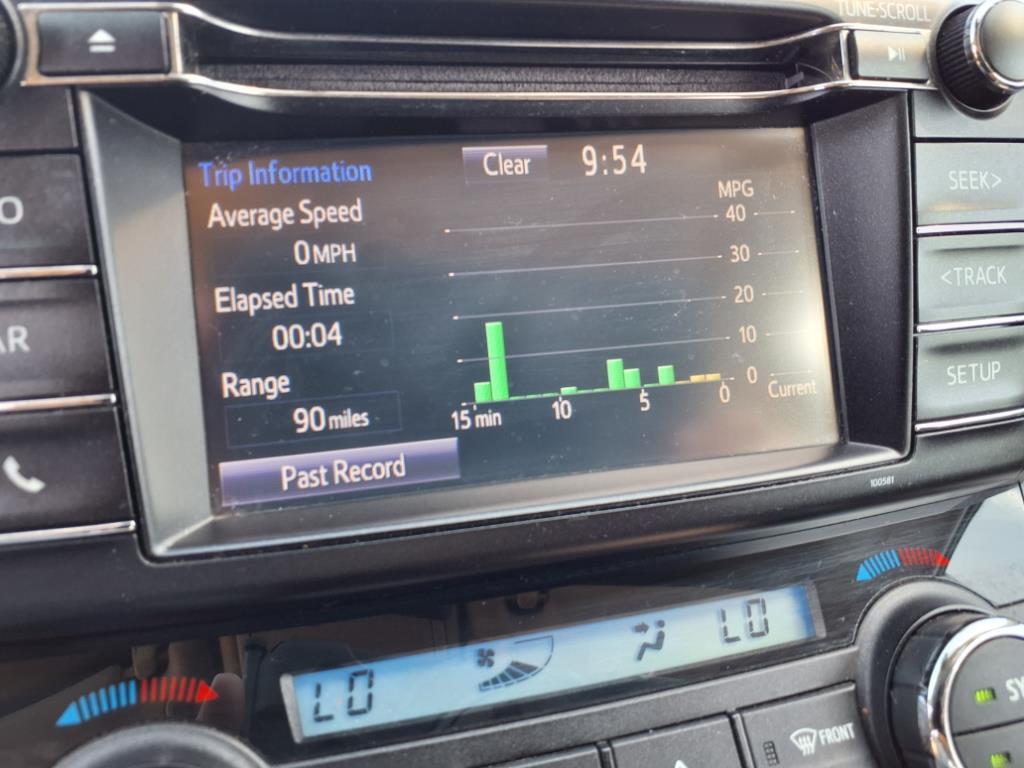 TUNE·SCROLL
Trip Information
Clear
9:54
Average Speed
0 MPH
Elapsed Time
00:04
Range
90 miles
Past Record
MPG
40
30
20
10
0
15 min
10
5
0
Current
O
AR
SEEK>
<TRACK
SETUP
100581
LO
LO
FRONT
SY